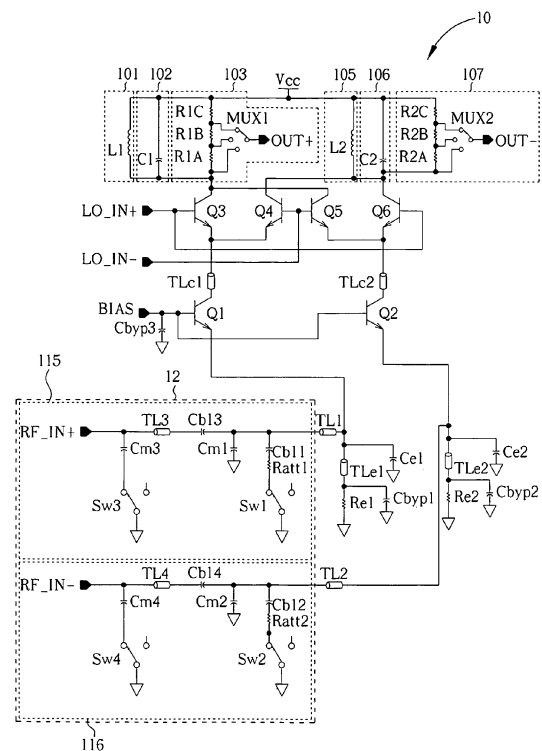 10
101 102 103 105 106 107
Vcc
R1C MUX1 R2C MUX2
R1B OUT+ R2B OUT-
L1 C1 R1A L2 C2 R2A
LO_IN+ Q3 Q4 Q5 Q6
LO_IN-
TLc1 TLc2
BIAS Q1 Q2
Cbyp3
115 12
RF_IN+ TL3 Cb13 TL1
Cm3 Cm1 Cb11 Ce1 Ce2
Ratt1 TLe1 TLe2
Sw3 Sw1 Re1 Cbyp1 Re2 Cbyp2
RF_IN- TL4 Cb14 TL2
Cm4 Cm2 Cb12
Ratt2
Sw4 Sw2
116